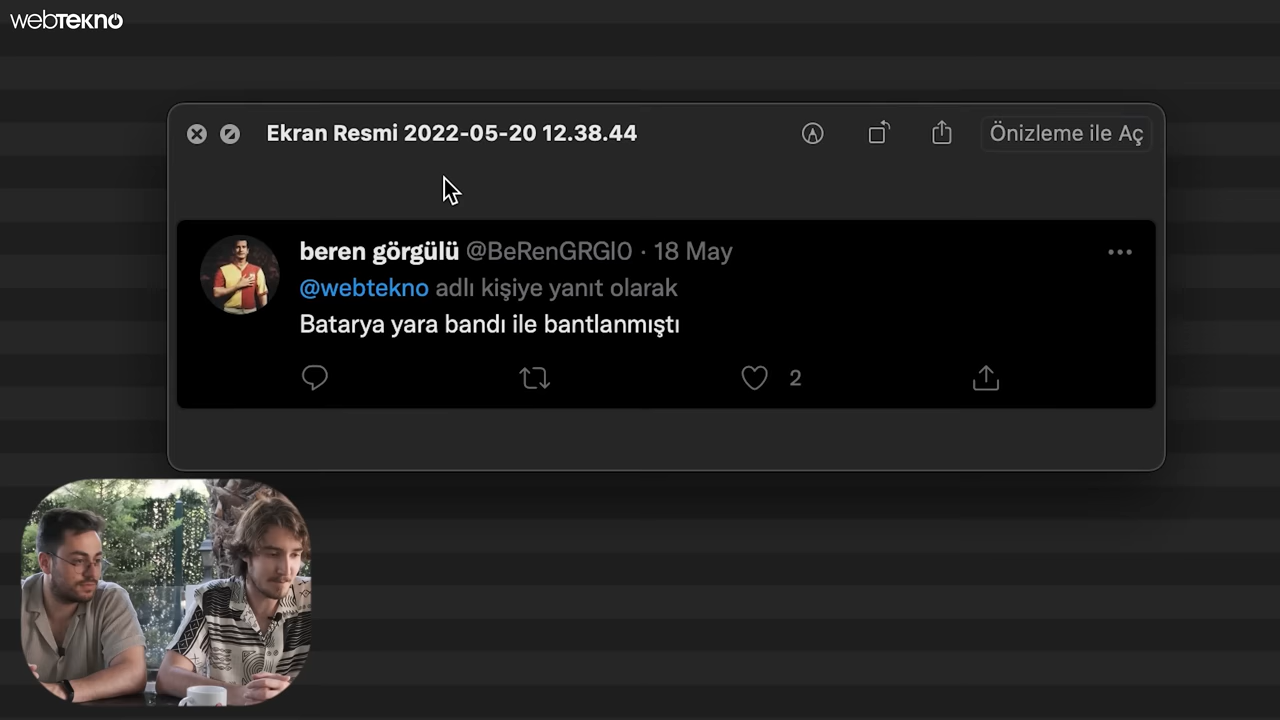 webtekno
Ekran Resmi 2022-05-20 12.38.44
Önizleme ile Aç
beren görgülü @BeRenGRGl0 · 18 May
@webtekno adlı kişiye yanıt olarak
Batarya yara bandı ile bantlanmıştı
2